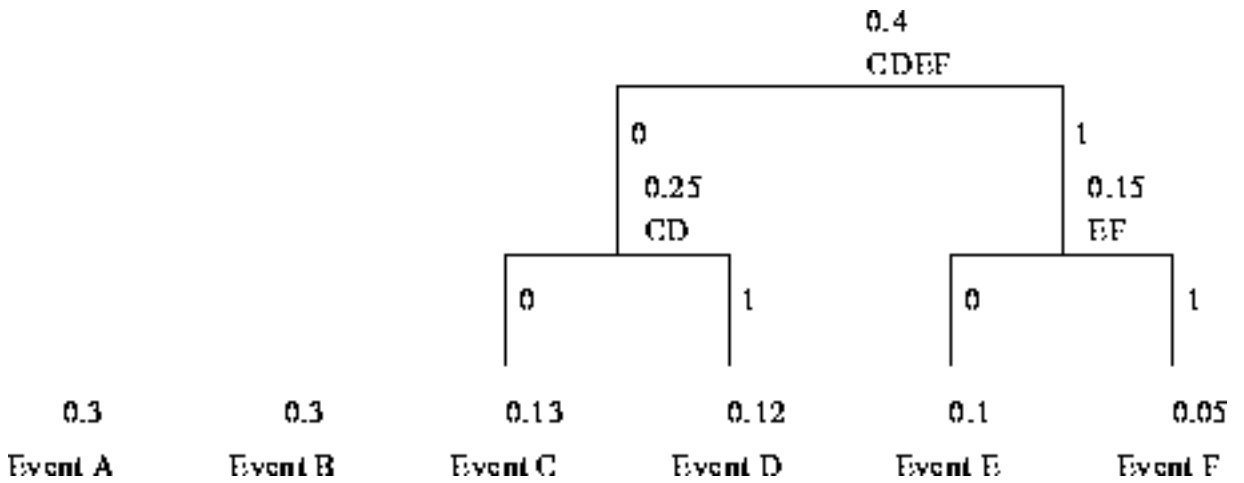 0.4
CDEF
0
1
0.25
0.15
CD
EF
0
1
0
1
0.3
0.3
0.13
0.12
0.1
0.05
Event A
Event B
Event C
Event D
Event E
Event F